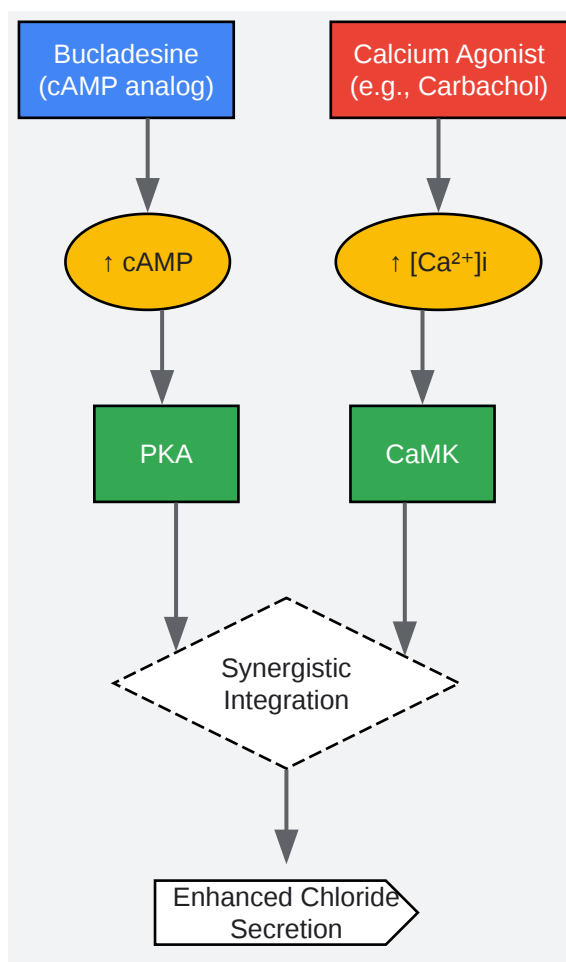 Bucladesine
(cAMP analog)
Calcium Agonist
(e.g., Carbachol)
↑ cAMP
↑ [Ca²⁺]i
PKA
CaMK
Synergistic
Integration
Enhanced Chloride
Secretion